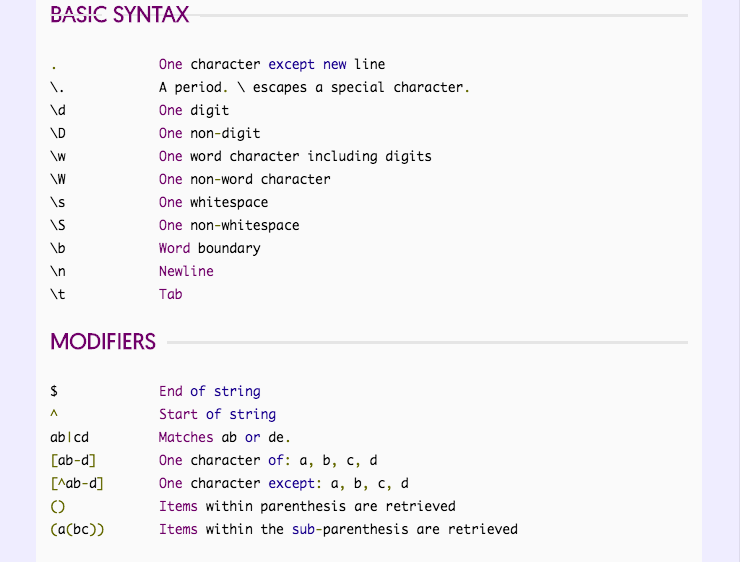 BASIC SYNTAX
. One character except new line
\. A period. \ escapes a special character.
\d One digit
\D One non-digit
\w One word character including digits
\W One non-word character
\s One whitespace
\S One non-whitespace
\b Word boundary
\n Newline
\t Tab
MODIFIERS
$ End of string
^ Start of string
ab|cd Matches ab or de.
[ab-d] One character of: a, b, c, d
[^ab-d] One character except: a, b, c, d
() Items within parenthesis are retrieved
(a(bc)) Items within the sub-parenthesis are retrieved